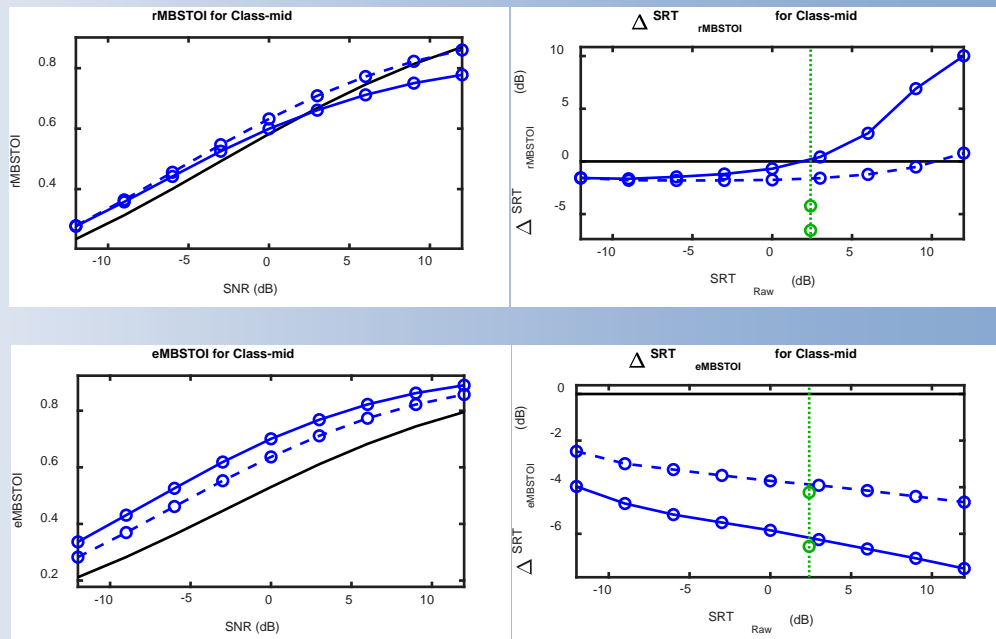 rMBSTOI for Class-mid
rMBSTOI
0.8
0.6
0.4
-10 -5 0 5 10
SNR (dB)
Δ SRT rMBSTOI for Class-mid
Δ SRT rMBSTOI (dB)
10
5
0
-5
-10 -5 0 5 10
SRT Raw (dB)
eMBSTOI for Class-mid
eMBSTOI
0.8
0.6
0.4
0.2
-10 -5 0 5 10
SNR (dB)
Δ SRT eMBSTOI for Class-mid
Δ SRT eMBSTOI (dB)
0
-2
-4
-6
-10 -5 0 5 10
SRT Raw (dB)